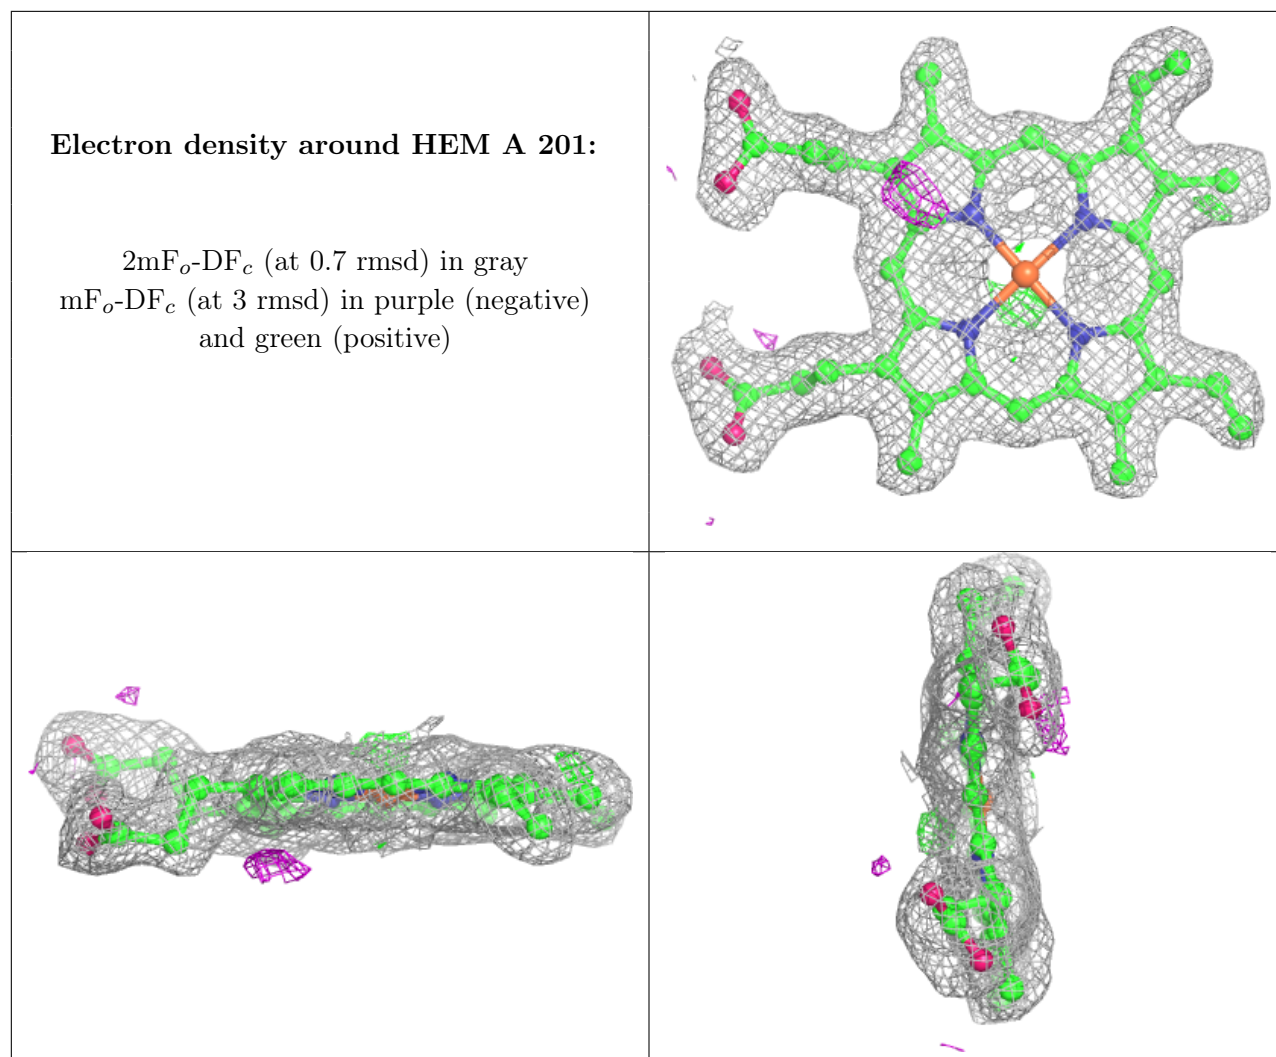 Electron density around HEM A 201:
2mFo-DFc (at 0.7 rmsd) in gray
mFo-DFc (at 3 rmsd) in purple (negative)
and green (positive)